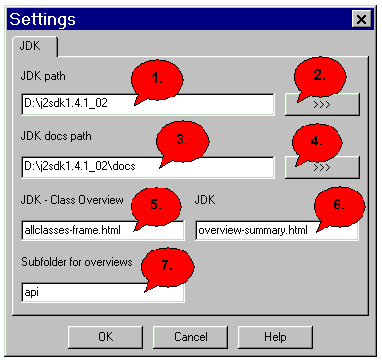 Settings
JDK
JDK path
1.
2.
D:\j2sdk1.4.1_02
>>>
JDK docs path
3.
4.
D:\j2sdk1.4.1_02\docs
>>>
JDK - Class Overview
5.
JDK
6.
allclasses-frame.html
overview-summary.html
Subfolder for overviews
7.
api
OK
Cancel
Help